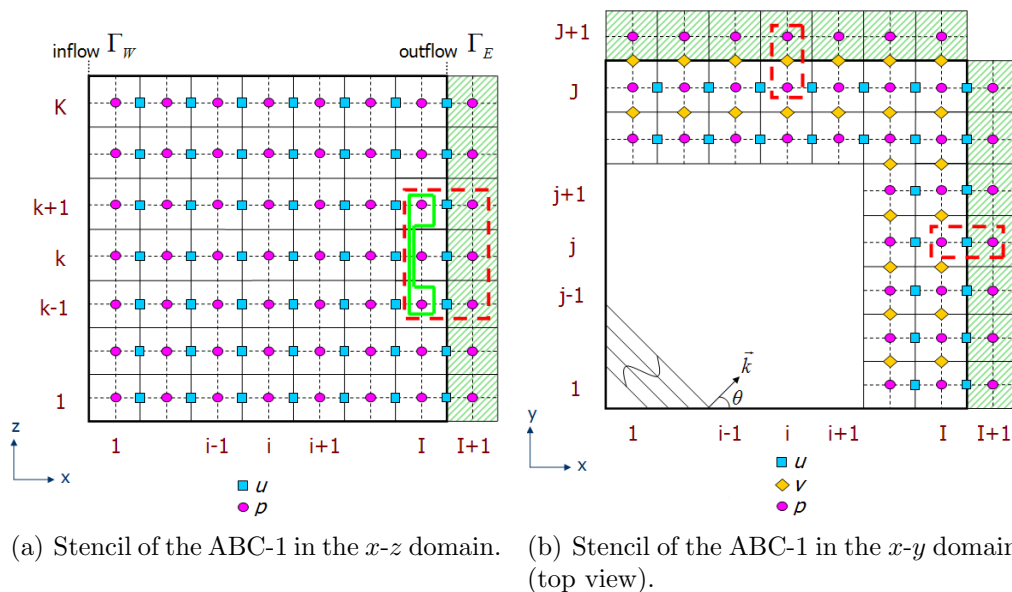 inflow Γ_W
outflow Γ_E
K
k+1
k
k-1
1
z
x
1 i-1 i i+1 I I+1
u
p
(a) Stencil of the ABC-1 in the x-z domain.
J+1
J
j+1
j
j-1
1
k⃗
θ
y
x
1 i-1 i i+1 I I+1
u
v
p
(b) Stencil of the ABC-1 in the x-y domain
(top view).